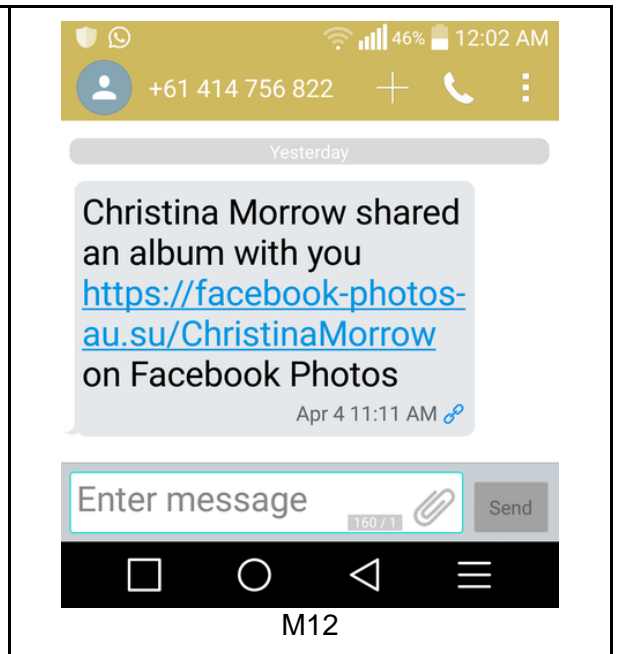 46% 12:02 AM
+61 414 756 822
Yesterday
Christina Morrow shared
an album with you
https://facebook-photos-
au.su/ChristinaMorrow
on Facebook Photos
Apr 4 11:11 AM
Enter message
160 / 1
Send
M12